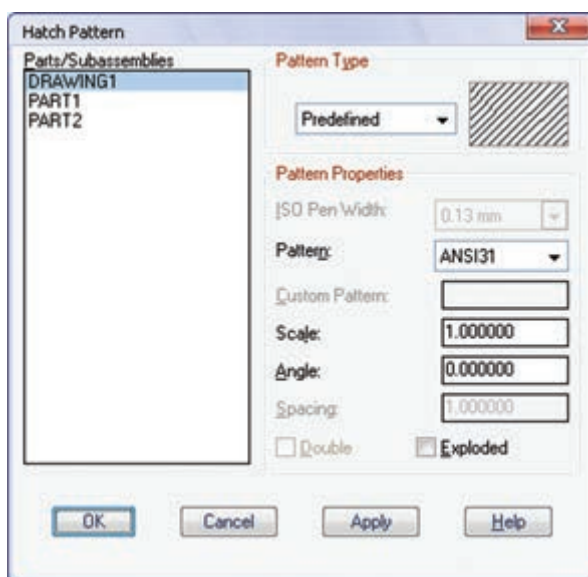 Hatch Pattern
Parts/Subassemblies
DRAWING1
PART1
PART2
Pattern Type
Predefined
Pattern Properties
ISO Pen Width: 0.13 mm
Pattern: ANSI31
Custom Pattern:
Scale: 1.000000
Angle: 0.000000
Spacing: 1.000000
Double Exploded
OK Cancel Apply Help